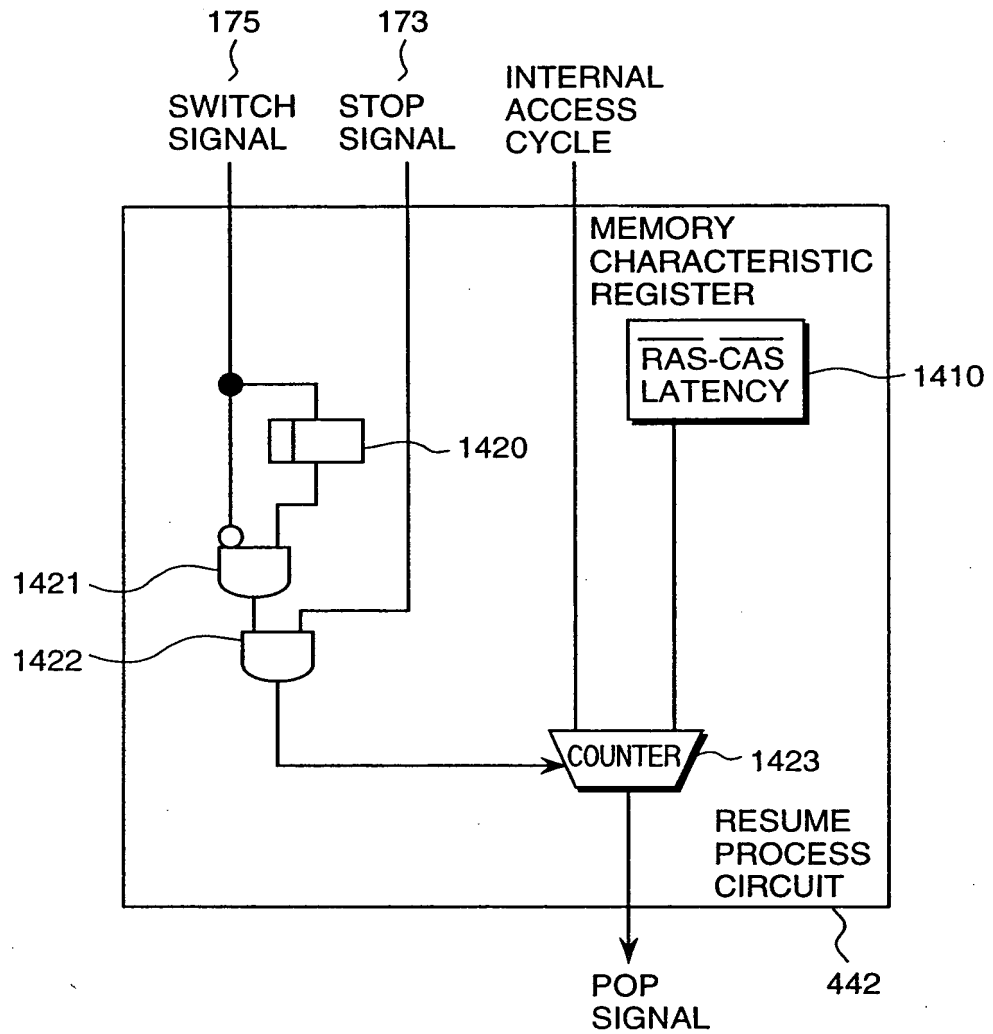 175
173
SWITCH
SIGNAL
STOP
SIGNAL
INTERNAL
ACCESS
CYCLE
MEMORY
CHARACTERISTIC
REGISTER
RAS-CAS
LATENCY
1410
1420
1421
1422
COUNTER
1423
RESUME
PROCESS
CIRCUIT
442
POP
SIGNAL